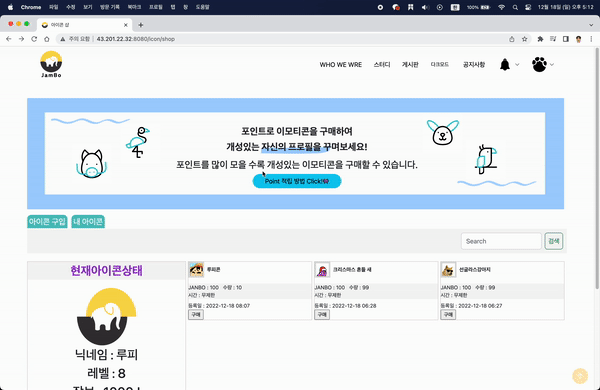 Chrome 파일 수정 보기 방문 기록 북마크 프로필 탭 창 도움말 100% 12월 18일 (일) 오후 5:12
아이콘 샵
주의 요함 43.201.22.32:8080/icon/shop
JamBo
WHO WE WRE 스터디 게시판 다크모드 공지사항
포인트로 이모티콘을 구매하여
개성있는 자신의 프로필을 꾸며보세요!
포인트를 많이 모을 수록 개성있는 이모티콘을 구매할 수 있습니다.
Point 적립 방법 Click!
아이콘 구입 내 아이콘
Search 검색
현재아이콘상태
닉네임 : 루피
레벨 : 8
루피콘
JANBO : 100 수량 : 10
시간 : 무제한
등록일 : 2022-12-18 08:07
구매
크리스마스 흔들 새
JANBO : 100 수량 : 99
시간 : 무제한
등록일 : 2022-12-18 06:28
구매
선글라스강아지
JANBO : 100 수량 : 99
시간 : 무제한
등록일 : 2022-12-18 06:27
구매